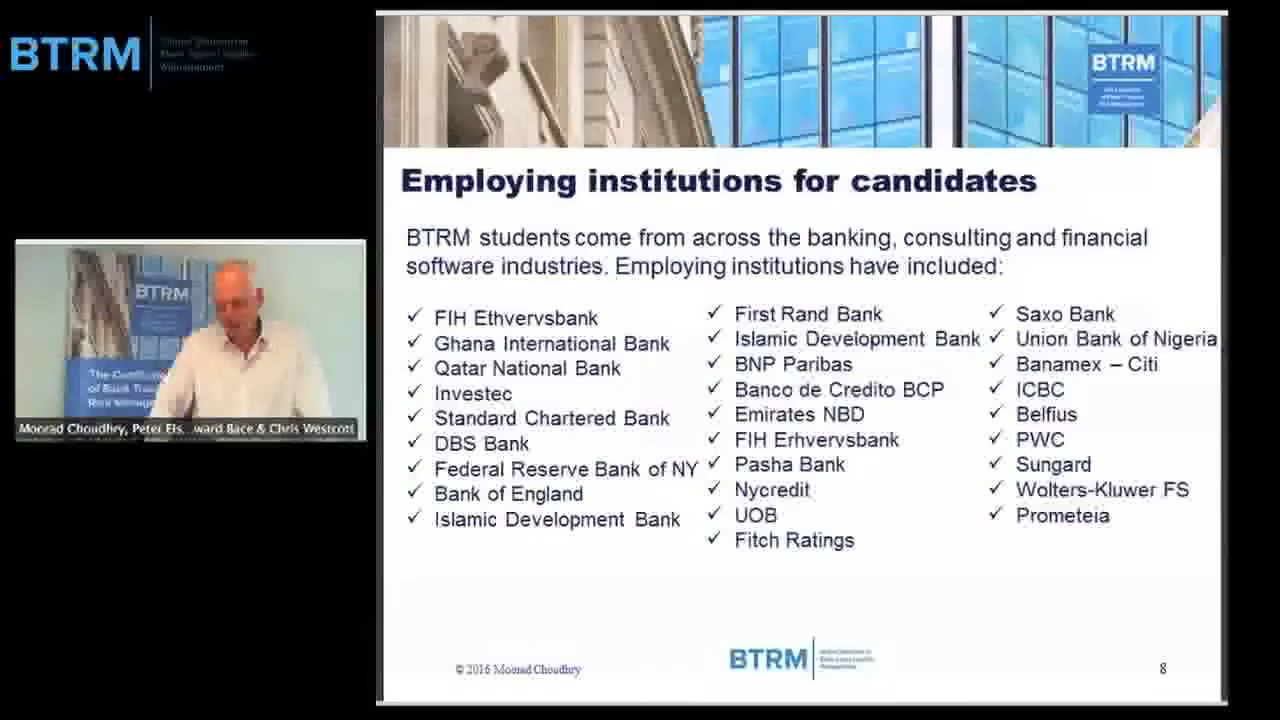 BTRM
BTRM
Employing institutions for candidates
BTRM students come from across the banking, consulting and financial
software industries. Employing institutions have included:
✓ FIH Ethvervsbank
✓ Ghana International Bank
✓ Qatar National Bank
✓ Investec
✓ Standard Chartered Bank
✓ DBS Bank
✓ Federal Reserve Bank of NY
✓ Bank of England
✓ Islamic Development Bank
✓ First Rand Bank
✓ Islamic Development Bank
✓ BNP Paribas
✓ Banco de Credito BCP
✓ Emirates NBD
✓ FIH Erhvervsbank
✓ Pasha Bank
✓ Nycredit
✓ UOB
✓ Fitch Ratings
✓ Saxo Bank
✓ Union Bank of Nigeria
✓ Banamex – Citi
✓ ICBC
✓ Belfius
✓ PWC
✓ Sungard
✓ Wolters-Kluwer FS
✓ Prometeia
BTRM
The
of Bank
Risk
Moorad Choudhry, Peter Els. ward Bace & Chris Westcott
© 2016 Moorad Choudhry
BTRM
8